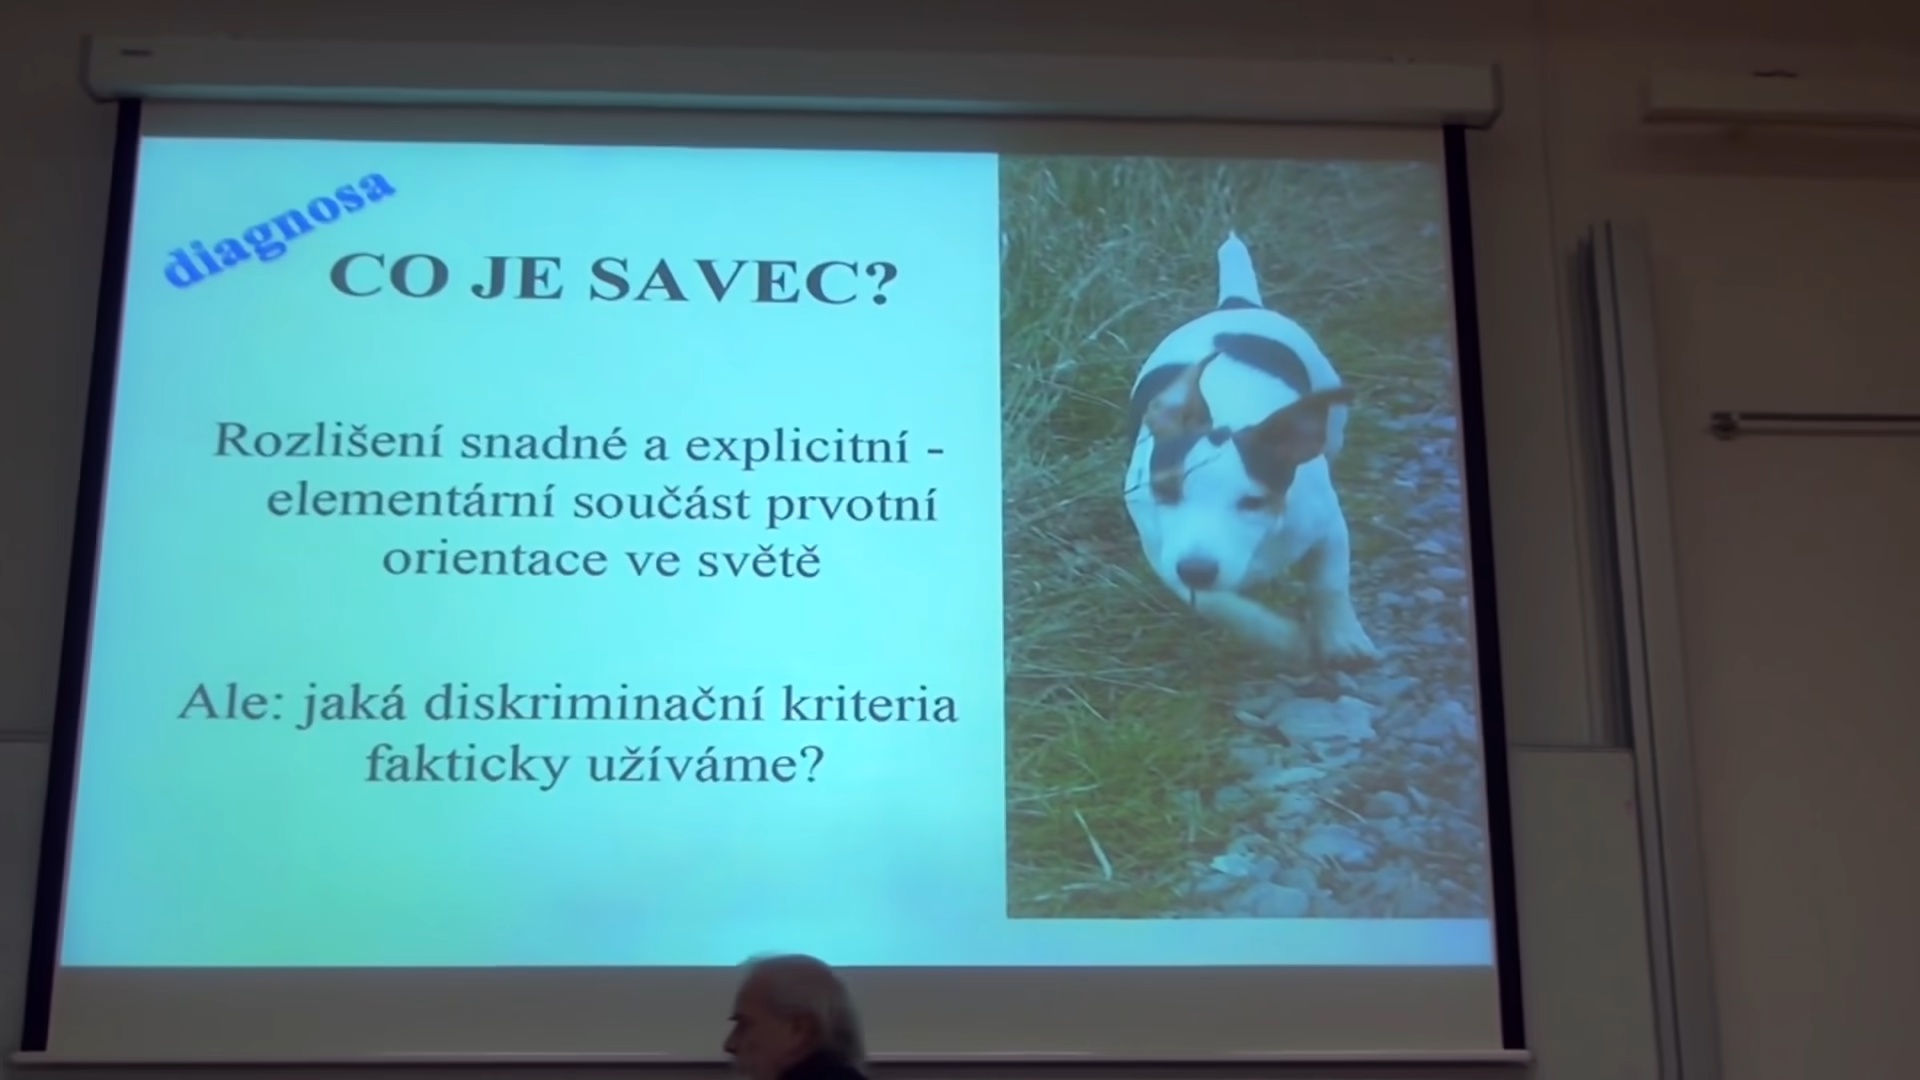 diagnosa
CO JE SAVEC?
Rozlišení snadné a explicitní -
elementární součást prvotní
orientace ve světě
Ale: jaká diskriminační kriteria
fakticky užíváme?